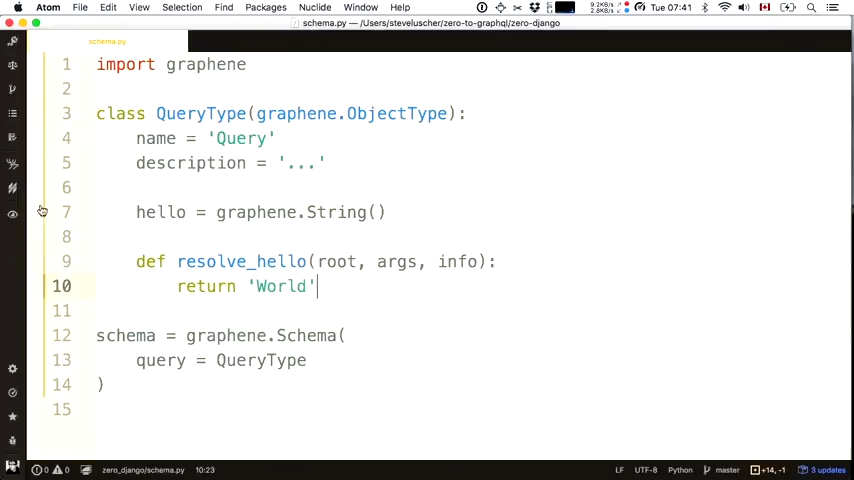 Atom File Edit View Selection Find Packages Nuclide Window Help 9.2KB/s 2.8KB/s Tue 07:41
schema.py — /Users/steveluscher/zero-to-graphql/zero-django
schema.py
1 import graphene
2
3 class QueryType(graphene.ObjectType):
4 name = 'Query'
5 description = '...'
6
7 hello = graphene.String()
8
9 def resolve_hello(root, args, info):
10 return 'World'
11
12 schema = graphene.Schema(
13 query = QueryType
14 )
15
0 0 zero_django/schema.py 10:23 LF UTF-8 Python master +14, -1 3 updates